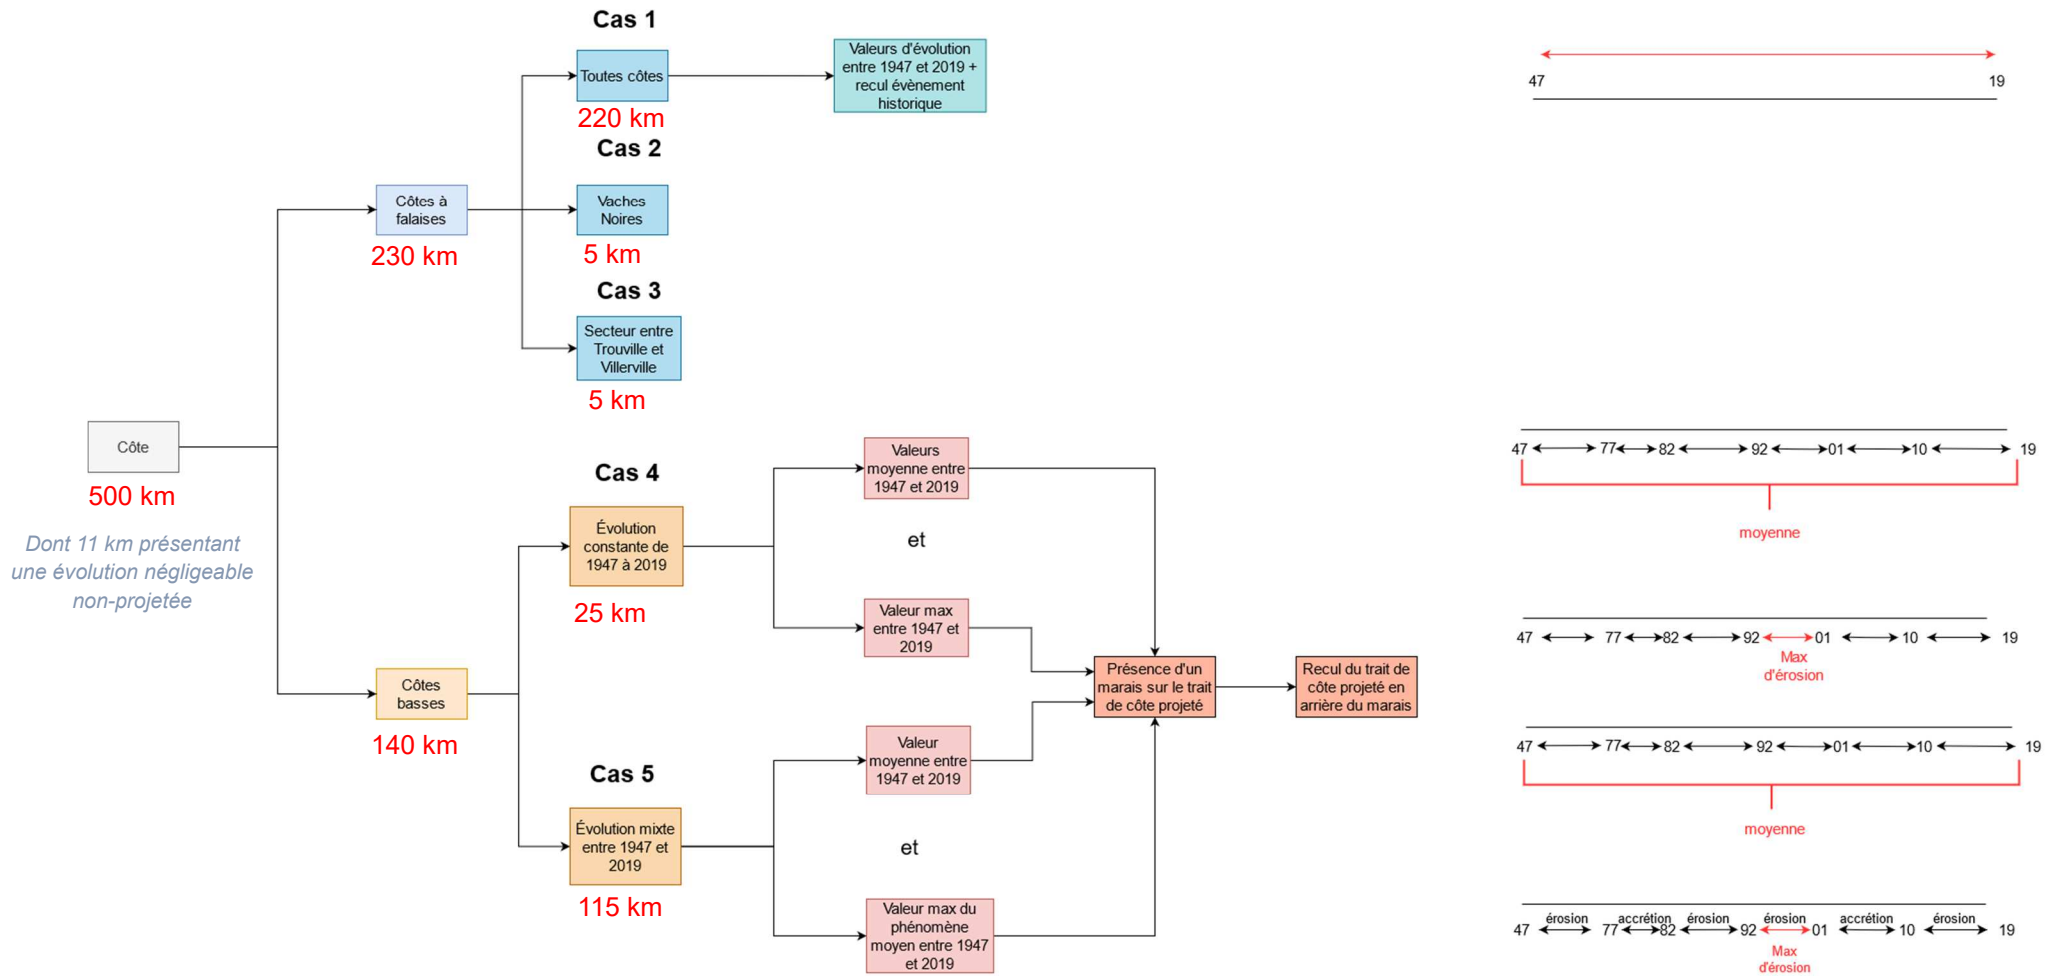 Cas 1
Toutes côtes
220 km
Valeurs d'évolution
entre 1947 et 2019 +
recul évènement
historique
47
19
Cas 2
Côtes à
falaises
230 km
Vaches
Noires
5 km
Cas 3
Secteur entre
Trouville et
Villerville
5 km
Côte
500 km
Dont 11 km présentant
une évolution négligeable
non-projetée
Cas 4
Évolution
constante de
1947 à 2019
25 km
Valeurs
moyenne entre
1947 et 2019
et
Valeur max
entre 1947 et
2019
47 77 82 92 01 10 19
moyenne
47 77 82 92 01 10 19
Max
d'érosion
Côtes
basses
140 km
Présence d'un
marais sur le trait
de côte projeté
Recul du trait de
côte projeté en
arrière du marais
Cas 5
Évolution mixte
entre 1947 et
2019
115 km
Valeur
moyenne entre
1947 et 2019
et
Valeur max du
phénomène
moyen entre 1947
et 2019
47 77 82 92 01 10 19
moyenne
érosion accrétion érosion érosion accrétion érosion
47 77 82 92 01 10 19
Max
d'érosion